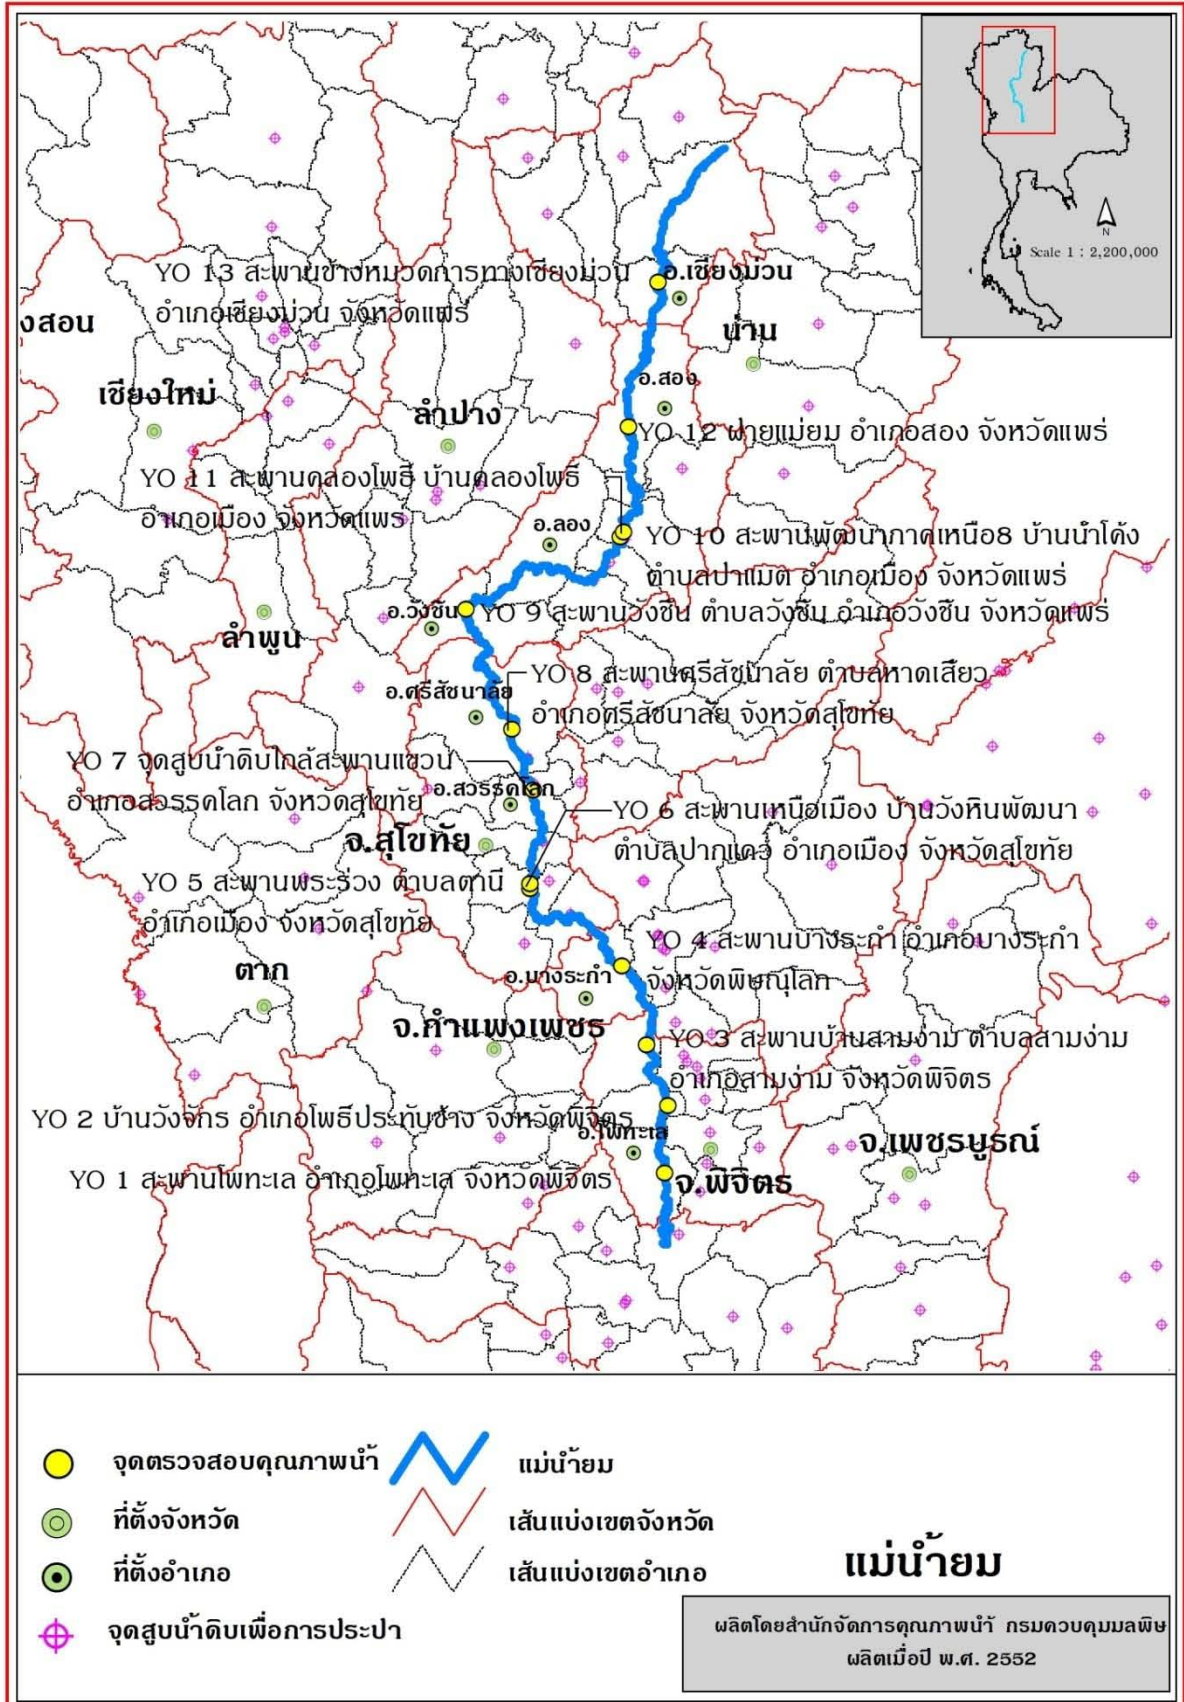 Scale 1 : 2,200,000
N
YO 13 สะพานข้างหมวดการทางเชียงม่วน
อำเภอเชียงม่วน จังหวัดแพร่
อ.เชียงม่วน
งสอน
น่าน
เชียงใหม่
ลำปาง
อ.สอง
YO 12 ฝายแม่ยม อำเภอสอง จังหวัดแพร่
YO 11 สะพานคลองโพธิ์ บ้านคลองโพธิ์
อำเภอเมือง จังหวัดแพร่
อ.ลอง
YO 10 สะพานพัฒนาภาคเหนือ8 บ้านน้ำโค้ง
ตำบลป่าแมต อำเภอเมือง จังหวัดแพร่
อ.วังชิ้น
YO 9 สะพานวังชิ้น ตำบลวังชิ้น อำเภอวังชิ้น จังหวัดแพร่
ลำพูน
YO 8 สะพานศรีสัชนาลัย ตำบลหาดเสี้ยว
อำเภอศรีสัชนาลัย จังหวัดสุโขทัย
อ.ศรีสัชนาลัย
YO 7 จุดสูบน้ำดิบใกล้สะพานแขวน
อำเภอสวรรคโลก จังหวัดสุโขทัย
อ.สวรรคโลก
YO 6 สะพานเหนือเมือง บ้านวังหินพัฒนา
ตำบลปากแคว อำเภอเมือง จังหวัดสุโขทัย
จ.สุโขทัย
YO 5 สะพานพระร่วง ตำบลตานี
อำเภอเมือง จังหวัดสุโขทัย
YO 4 สะพานบางระกำ อำเภอบางระกำ
จังหวัดพิษณุโลก
ตาก
อ.บางระกำ
จ.กำแพงเพชร
YO 3 สะพานบ้านสามง่าม ตำบลสามง่าม
อำเภอสามง่าม จังหวัดพิจิตร
YO 2 บ้านวังจิกร อำเภอโพธิ์ประทับช้าง จังหวัดพิจิตร
อ.โพทะเล
จ.เพชรบูรณ์
YO 1 สะพานโพทะเล อำเภอโพทะเล จังหวัดพิจิตร
จ.พิจิตร
จุดตรวจสอบคุณภาพน้ำ
แม่น้ำยม
ที่ตั้งจังหวัด
เส้นแบ่งเขตจังหวัด
ที่ตั้งอำเภอ
เส้นแบ่งเขตอำเภอ
จุดสูบน้ำดิบเพื่อการประปา
แม่น้ำยม
ผลิตโดยสำนักจัดการคุณภาพน้ำ กรมควบคุมมลพิษ
ผลิตเมื่อปี พ.ศ. 2552